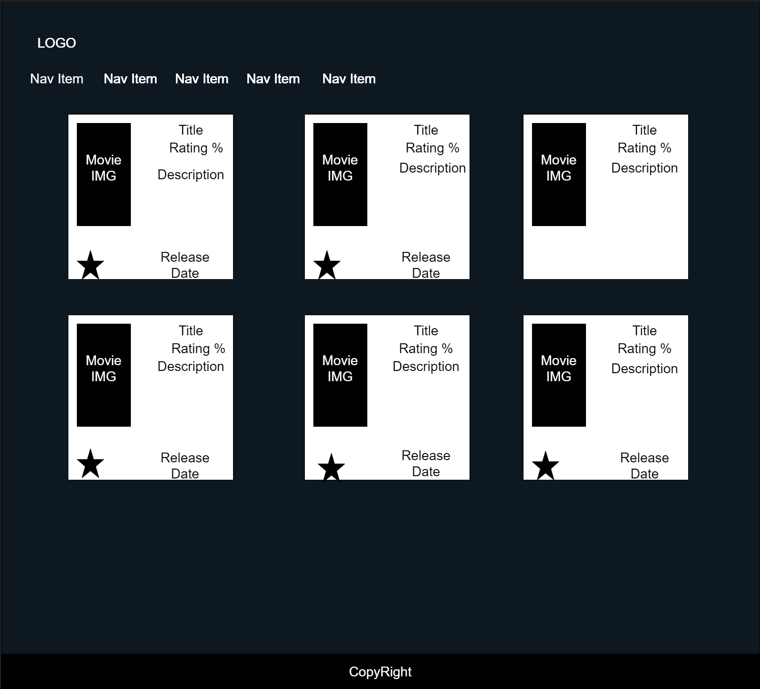 LOGO
Nav Item Nav Item Nav Item Nav Item Nav Item
Movie
IMG
Title
Rating %
Description
Release
Date
Movie
IMG
Title
Rating %
Description
Release
Date
Movie
IMG
Title
Rating %
Description
Movie
IMG
Title
Rating %
Description
Release
Date
Movie
IMG
Title
Rating %
Description
Release
Date
Movie
IMG
Title
Rating %
Description
Release
Date
CopyRight